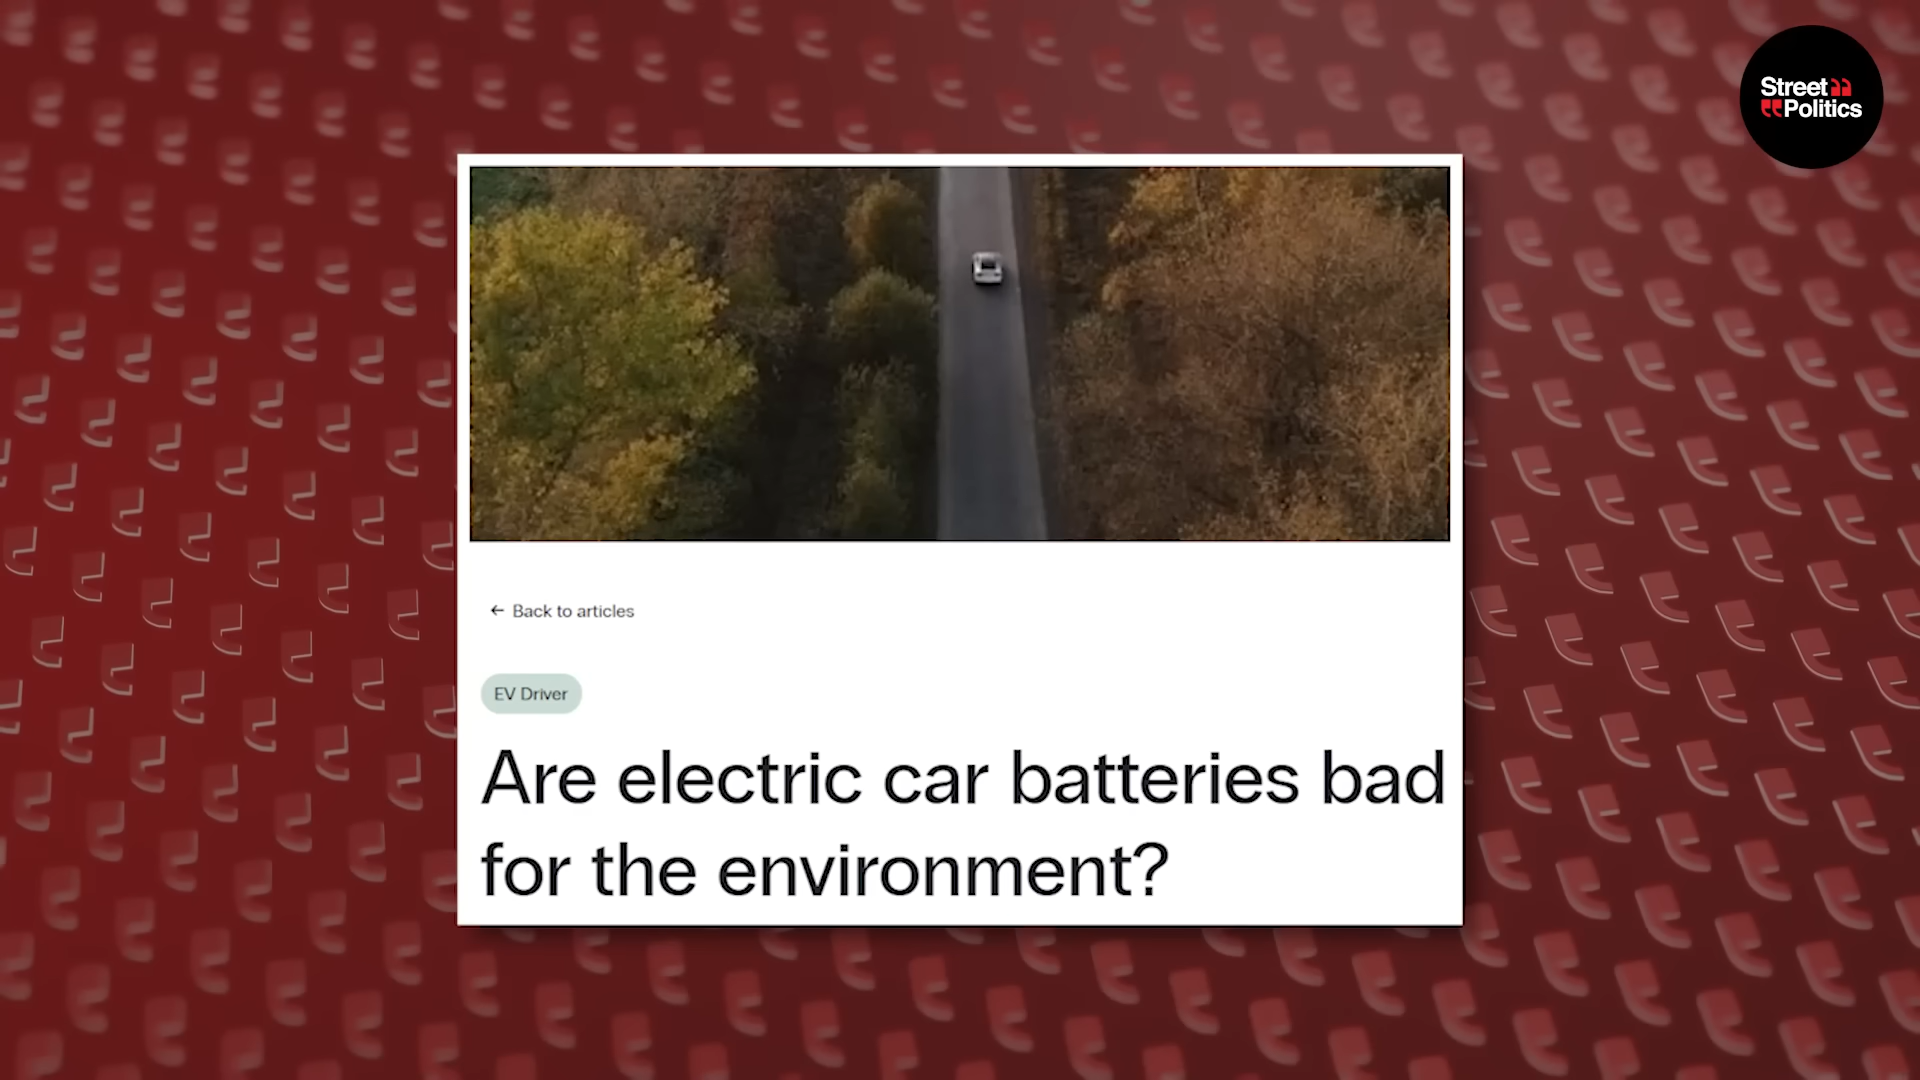 Street
Politics
← Back to articles
EV Driver
Are electric car batteries bad
for the environment?